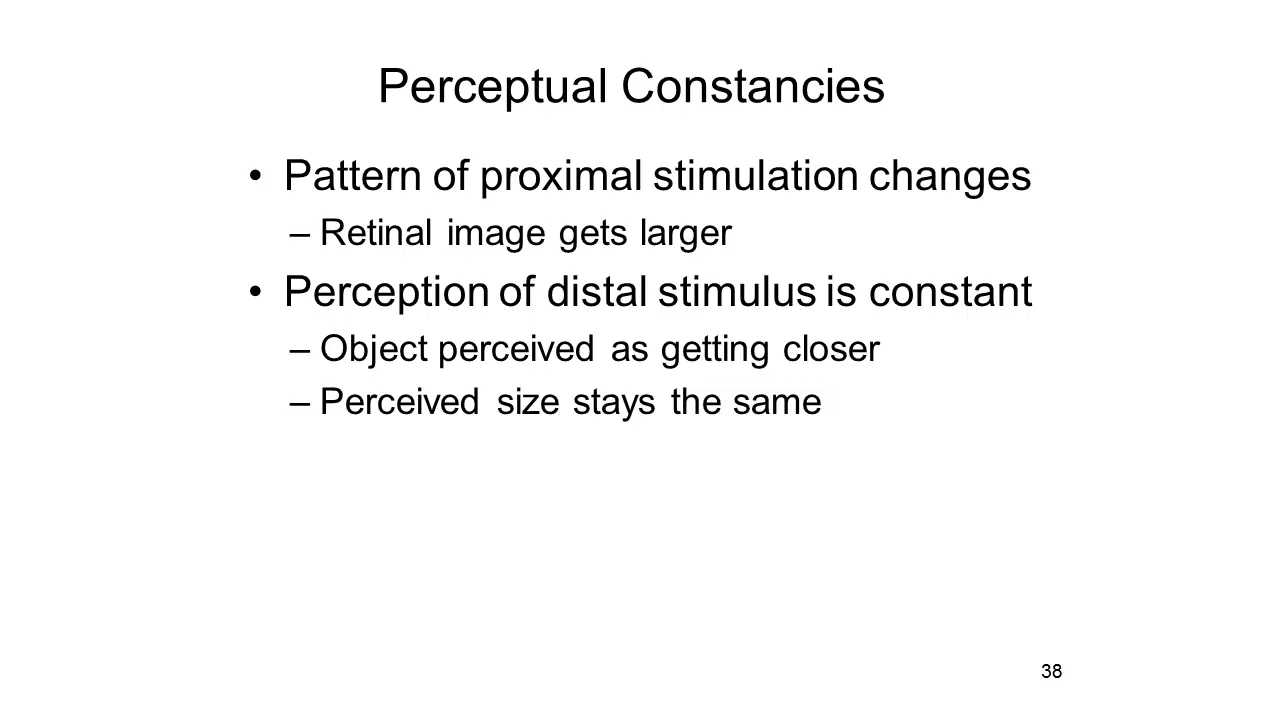 Perceptual Constancies
• Pattern of proximal stimulation changes
– Retinal image gets larger
• Perception of distal stimulus is constant
– Object perceived as getting closer
– Perceived size stays the same
38